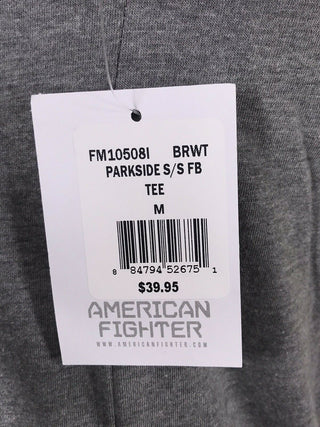 FM10508I BRWT
PARKSIDE S/S FB
TEE
M
8 84794 52675 1
$39.95
AMERICAN
FIGHTER
WWW.AMERICANFIGHTER.COM